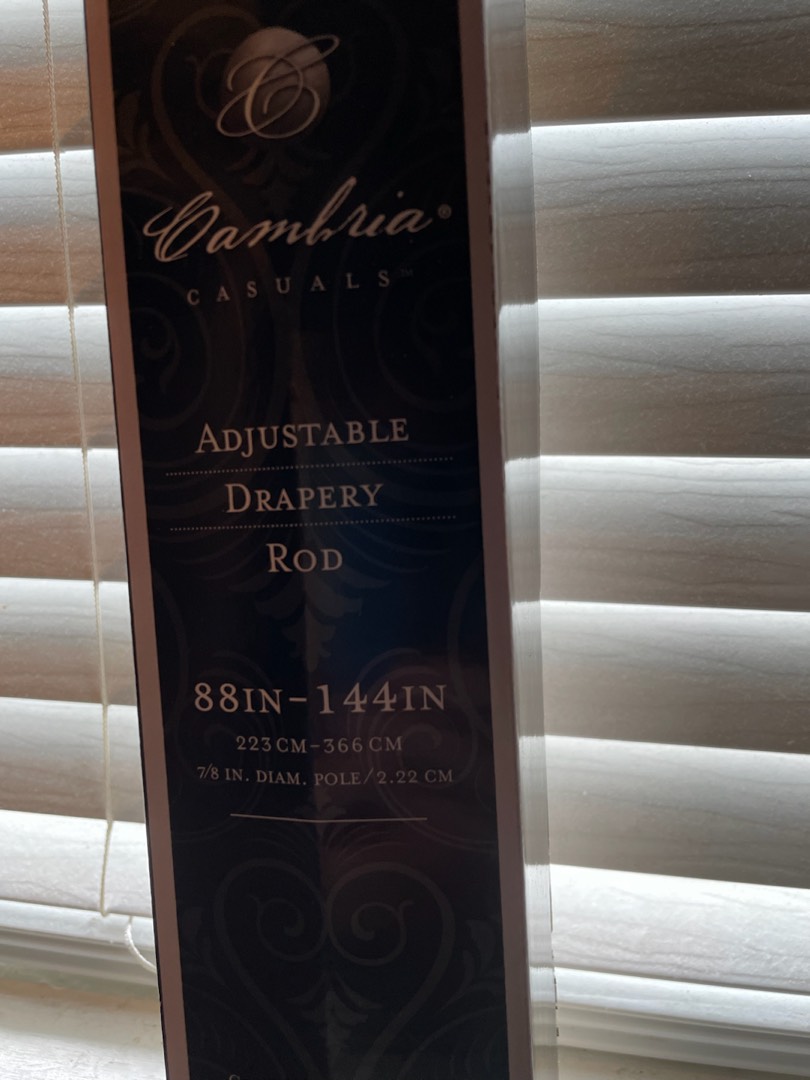 C
Cambria®
CASUALS™
ADJUSTABLE
DRAPERY
ROD
88IN-144IN
223CM-366CM
7/8 IN. DIAM. POLE/2.22 CM